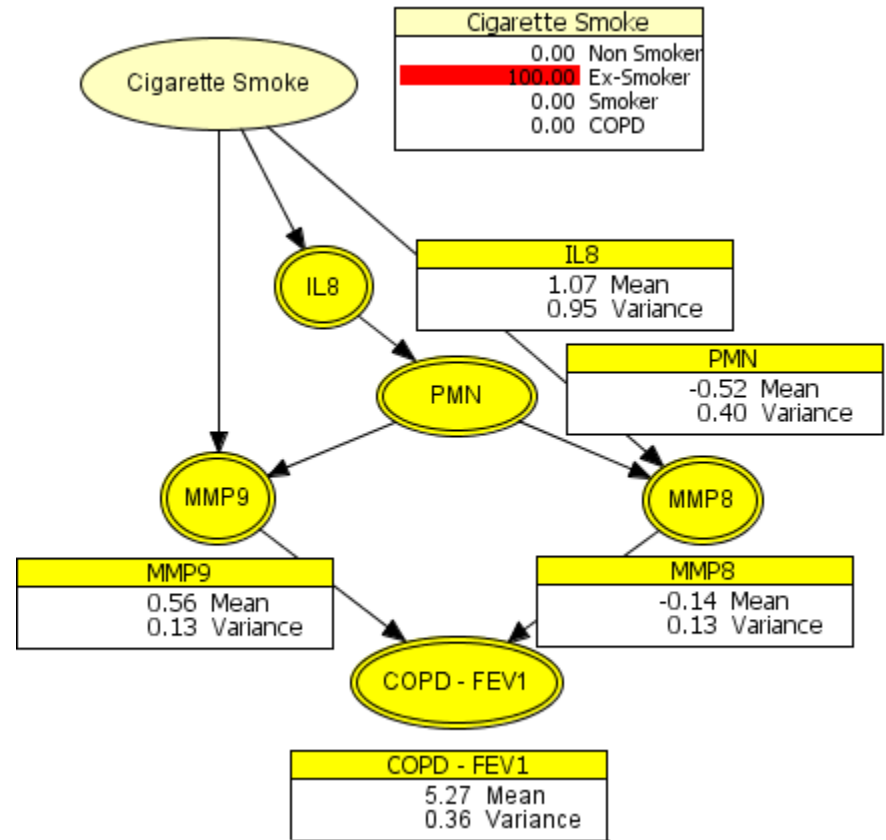 Cigarette Smoke
0.00 Non Smoker
100.00 Ex-Smoker
0.00 Smoker
0.00 COPD
Cigarette Smoke
IL8
1.07 Mean
0.95 Variance
IL8
PMN
-0.52 Mean
0.40 Variance
PMN
MMP9
MMP8
MMP9
0.56 Mean
0.13 Variance
MMP8
-0.14 Mean
0.13 Variance
COPD - FEV1
COPD - FEV1
5.27 Mean
0.36 Variance